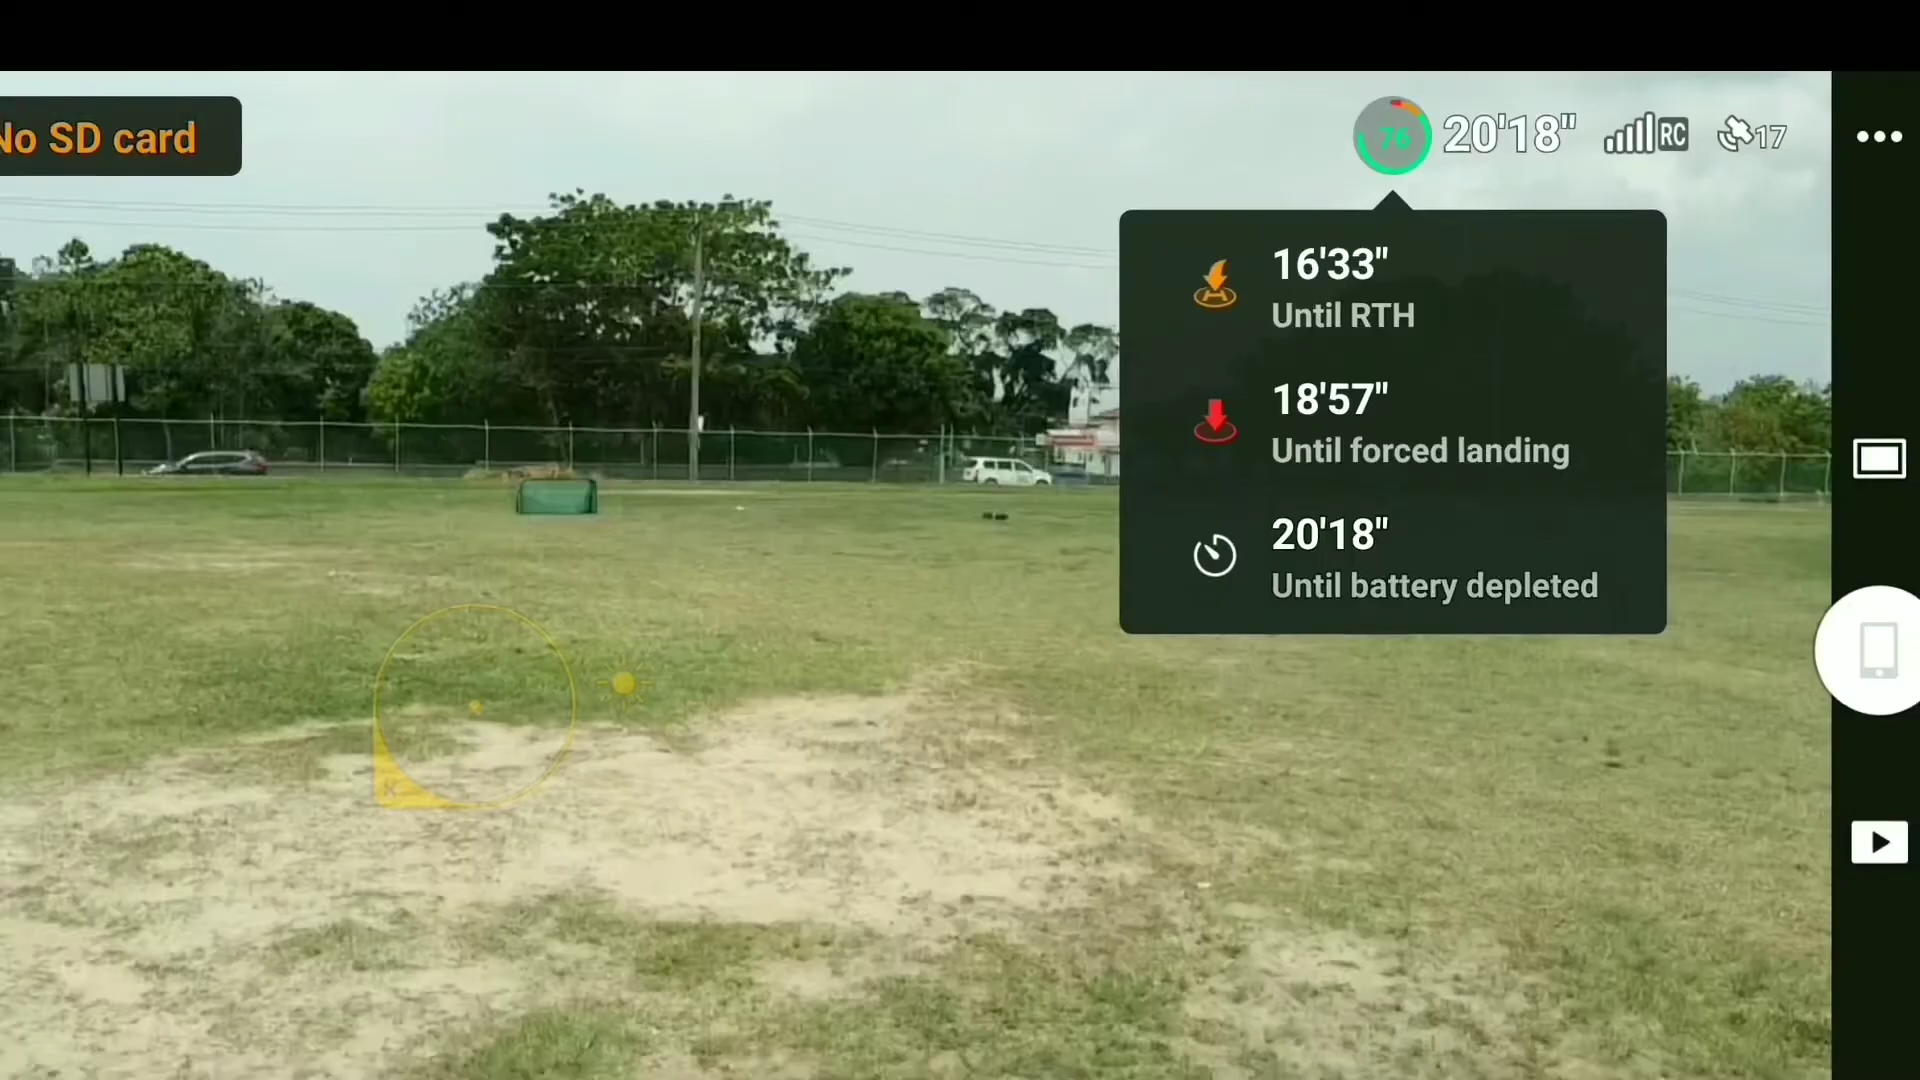 No SD card
76 20'18" RC 17
16'33"
Until RTH
18'57"
Until forced landing
20'18"
Until battery depleted